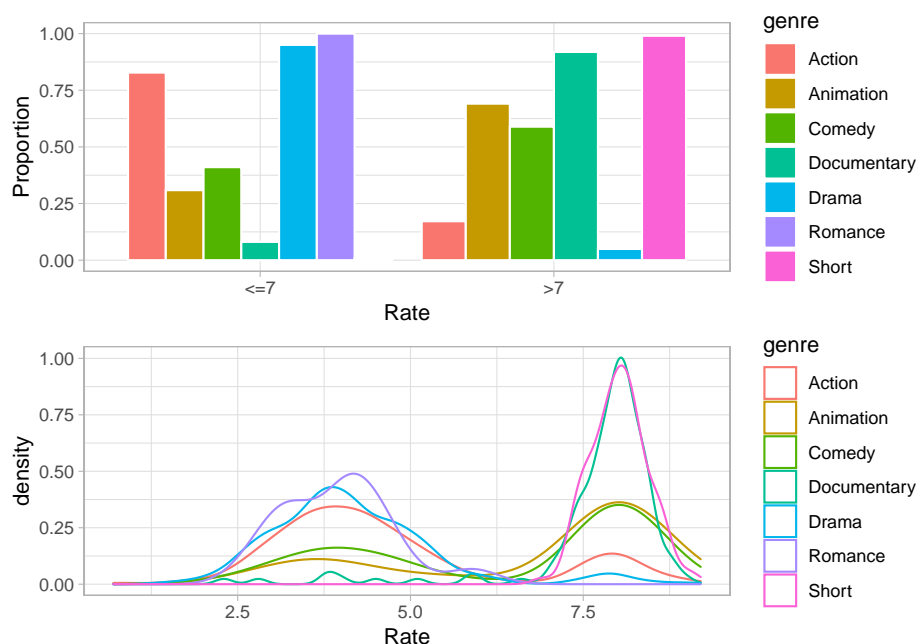 genre
1.00
0.75
0.50
0.25
0.00
Proportion
<=7
>7
Rate
Action
Animation
Comedy
Documentary
Drama
Romance
Short
genre
1.00
0.75
0.50
0.25
0.00
density
2.5
5.0
7.5
Rate
Action
Animation
Comedy
Documentary
Drama
Romance
Short